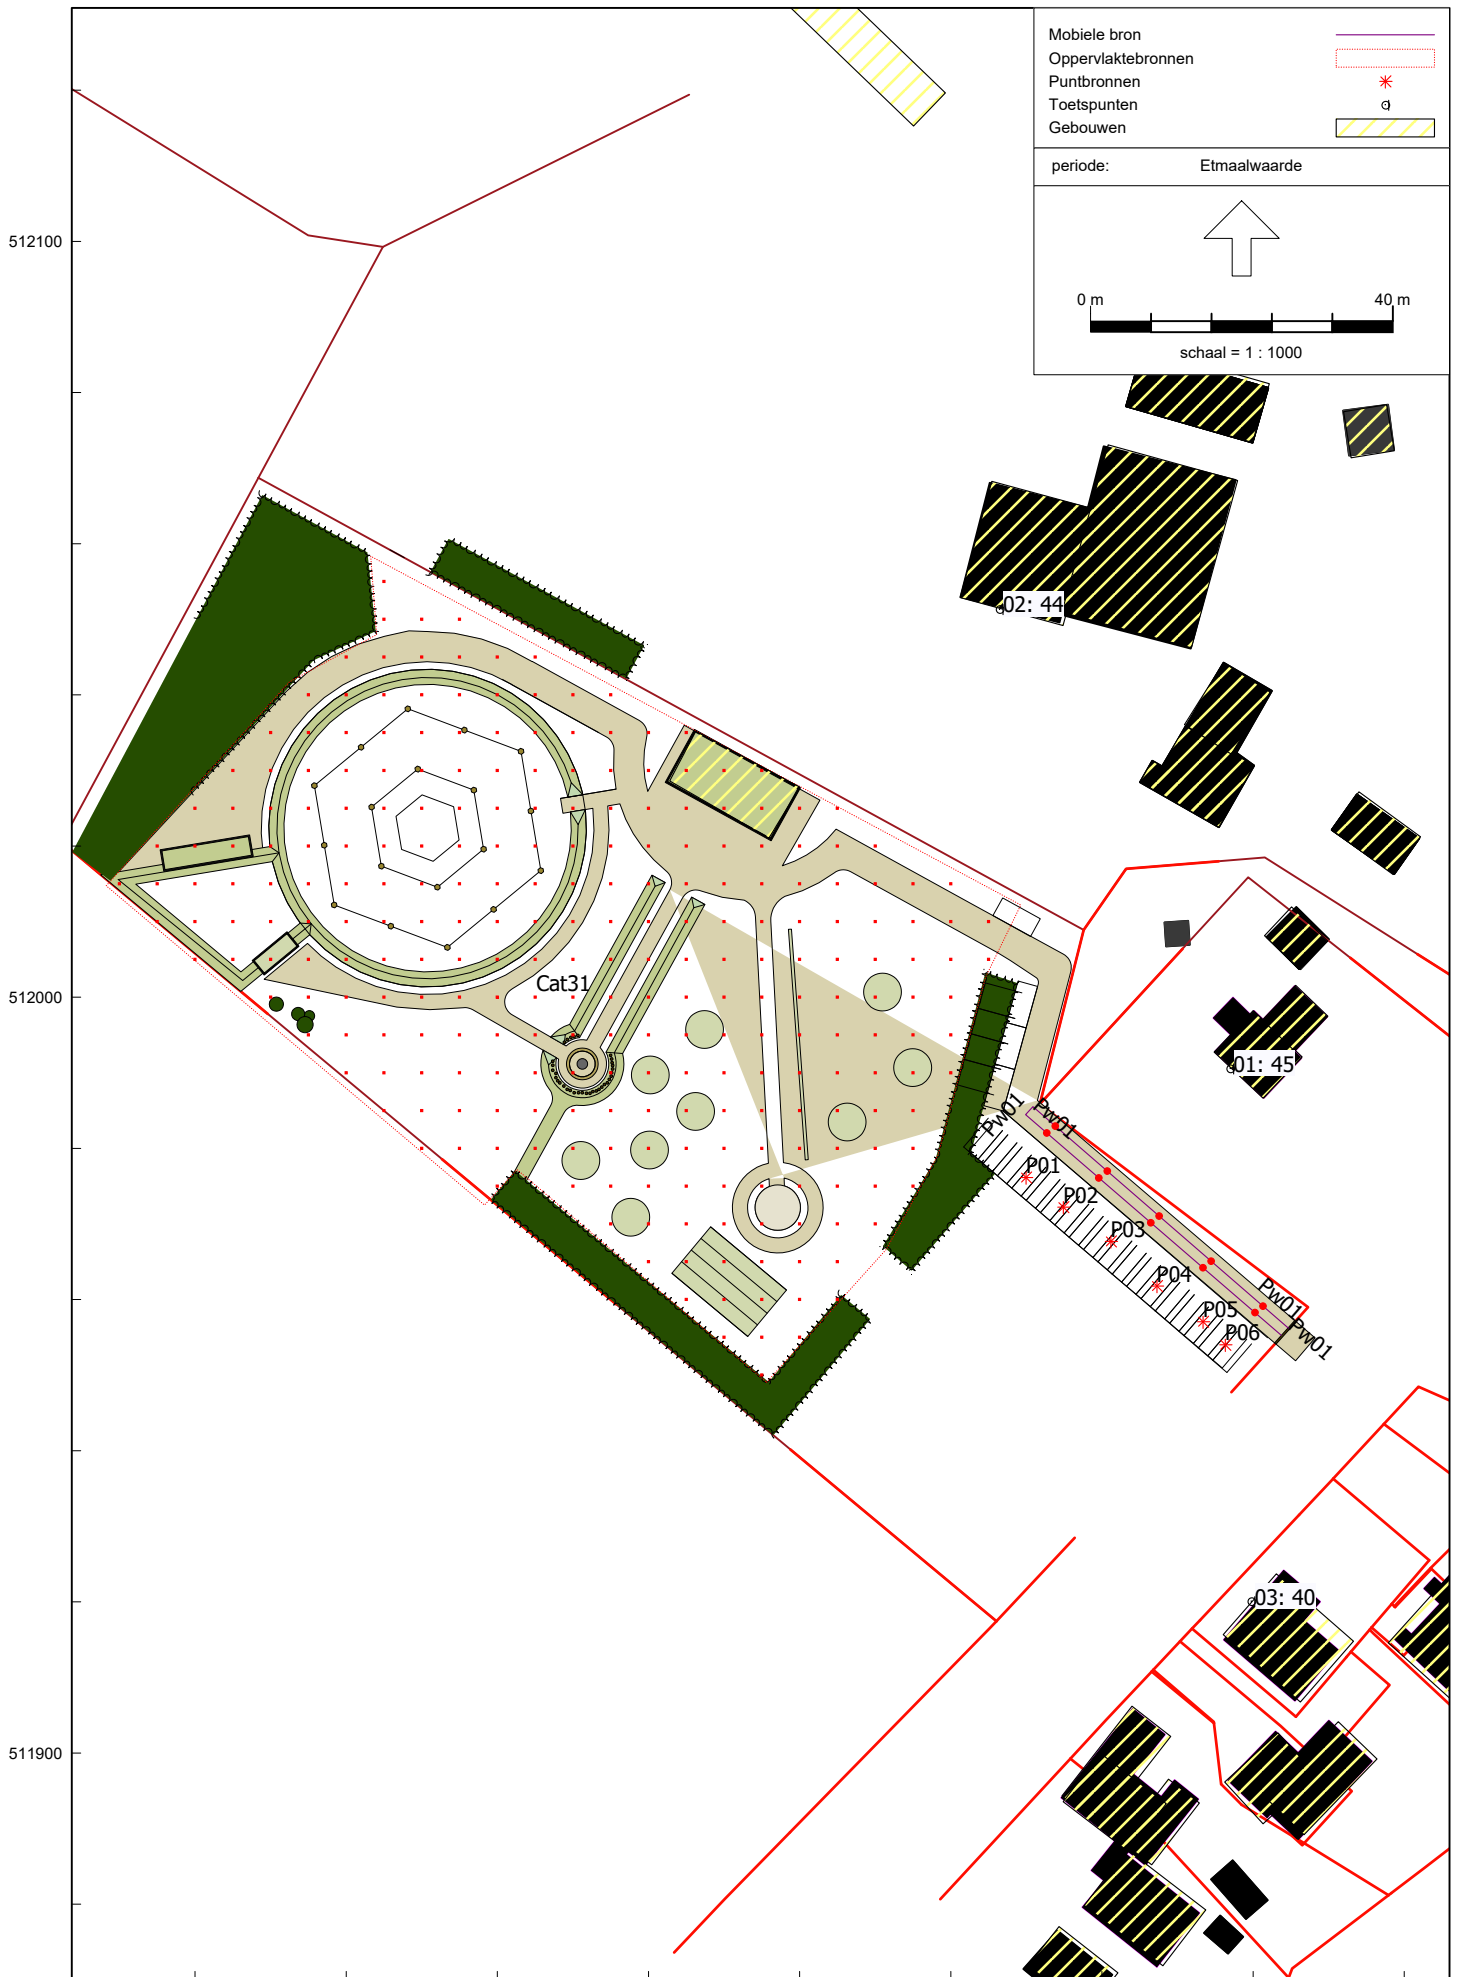 Mobiele bron
Oppervlaktebronnen
Puntbronnen
Toetspunten
Gebouwen
periode: Etmaalwaarde
0 m 40 m
schaal = 1 : 1000
512100
02: 44
Cat31
512000
01: 45
Pw01
Pw01
P01
P02
P03
P04
Pw01
P05
Pw01
P06
03: 40
511900